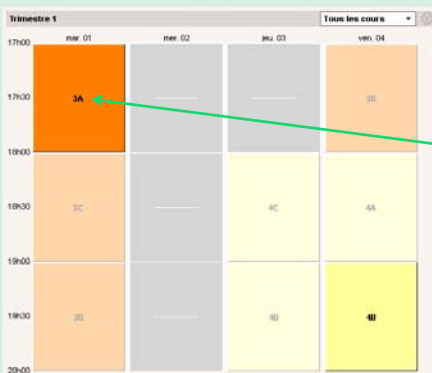 Trimestre 1 Tous les cours
mar. 01 mer. 02 jeu. 03 ven. 04
17h00
17h30 3A 3D
18h00
18h30 3C 4C 4A
19h00
19h30 3D 4D 4D
20h00